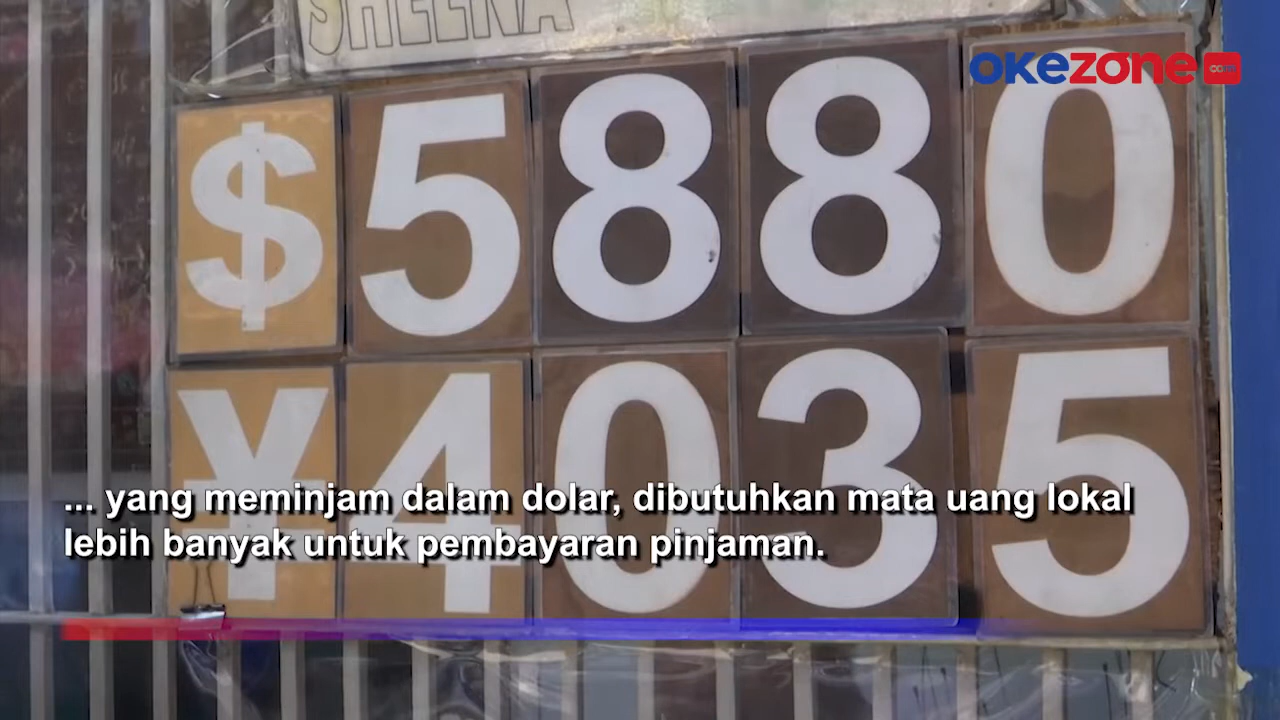 SHEENA
okezone
$5880
¥4035
... yang meminjam dalam dolar, dibutuhkan mata uang lokal
lebih banyak untuk pembayaran pinjaman.